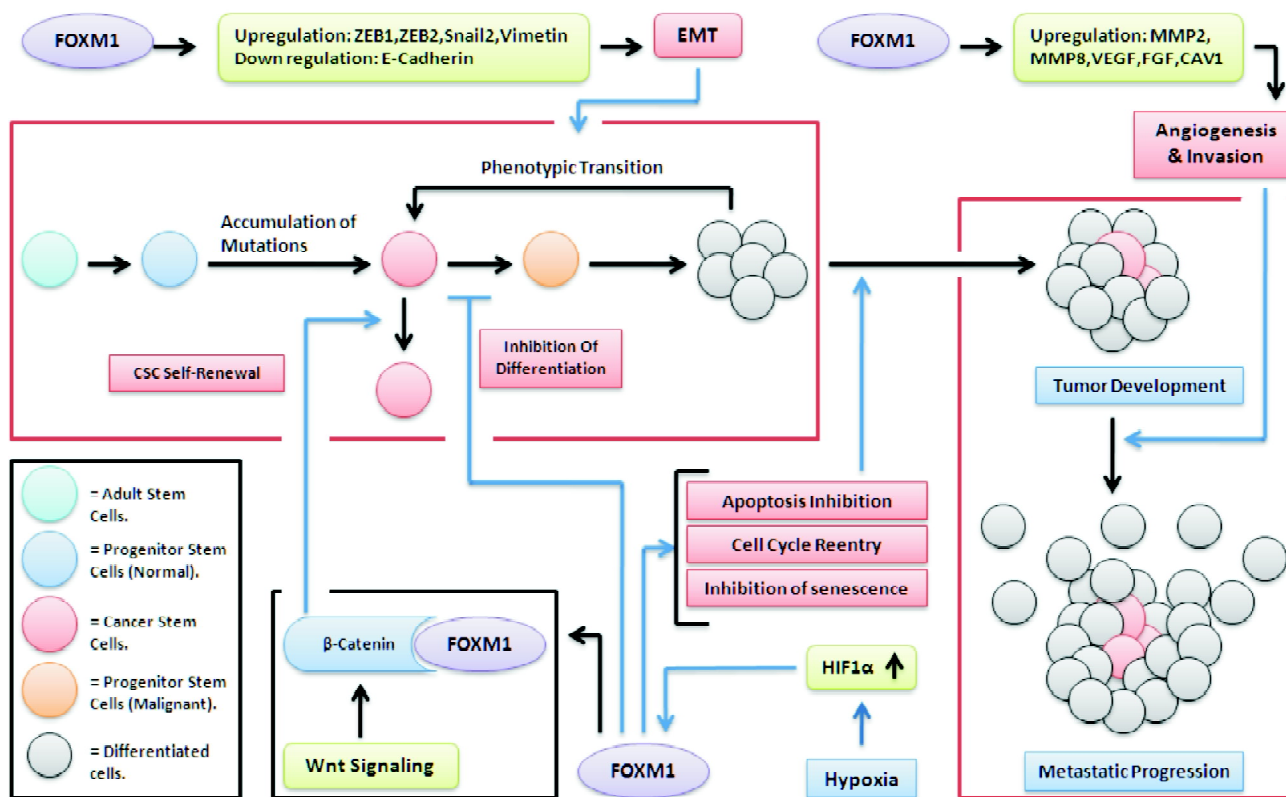 FOXM1
Upregulation: ZEB1,ZEB2,Snail2,Vimetin
Down regulation: E-Cadherin
EMT
FOXM1
Upregulation: MMP2,
MMP8,VEGF,FGF,CAV1
Angiogenesis
& Invasion
Phenotypic Transition
Accumulation of
Mutations
CSC Self-Renewal
Inhibition Of
Differentiation
Tumor Development
= Adult Stem
Cells.
= Progenitor Stem
Cells (Normal).
= Cancer Stem
Cells.
= Progenitor Stem
Cells (Malignant).
= Differentiated
cells.
β-Catenin
FOXM1
Wnt Signaling
Apoptosis Inhibition
Cell Cycle Reentry
Inhibition of senescence
HIF1α
FOXM1
Hypoxia
Metastatic Progression